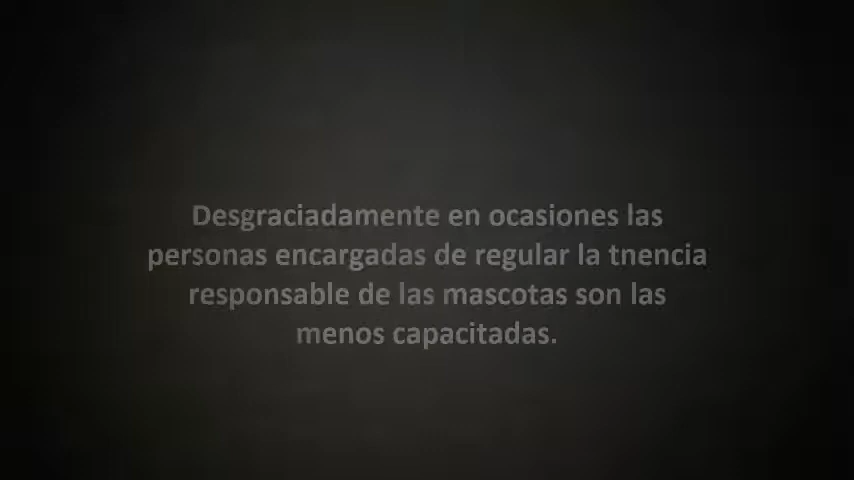 Desgraciadamente en ocasiones las
personas encargadas de regular la tnencia
responsable de las mascotas son las
menos capacitadas.